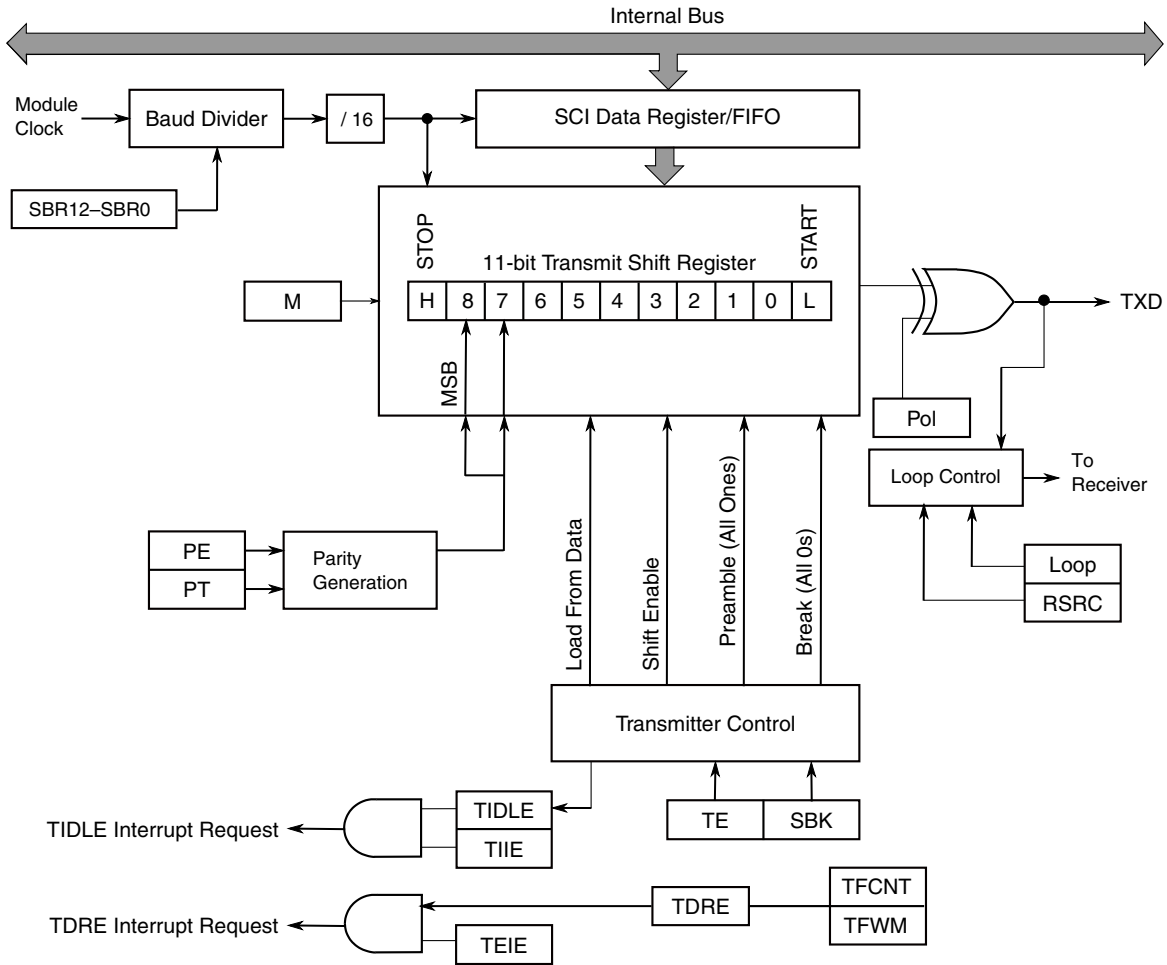 Internal Bus
Module
Clock
Baud Divider
/ 16
SCI Data Register/FIFO
SBR12–SBR0
STOP
START
11-bit Transmit Shift Register
M
H 8 7 6 5 4 3 2 1 0 L
TXD
MSB
Pol
Loop Control
To
Receiver
PE
PT
Parity
Generation
Load From Data
Shift Enable
Preamble (All Ones)
Break (All 0s)
Loop
RSRC
Transmitter Control
TIDLE Interrupt Request
TIDLE
TIIE
TE
SBK
TDRE Interrupt Request
TDRE
TEIE
TFCNT
TFWM